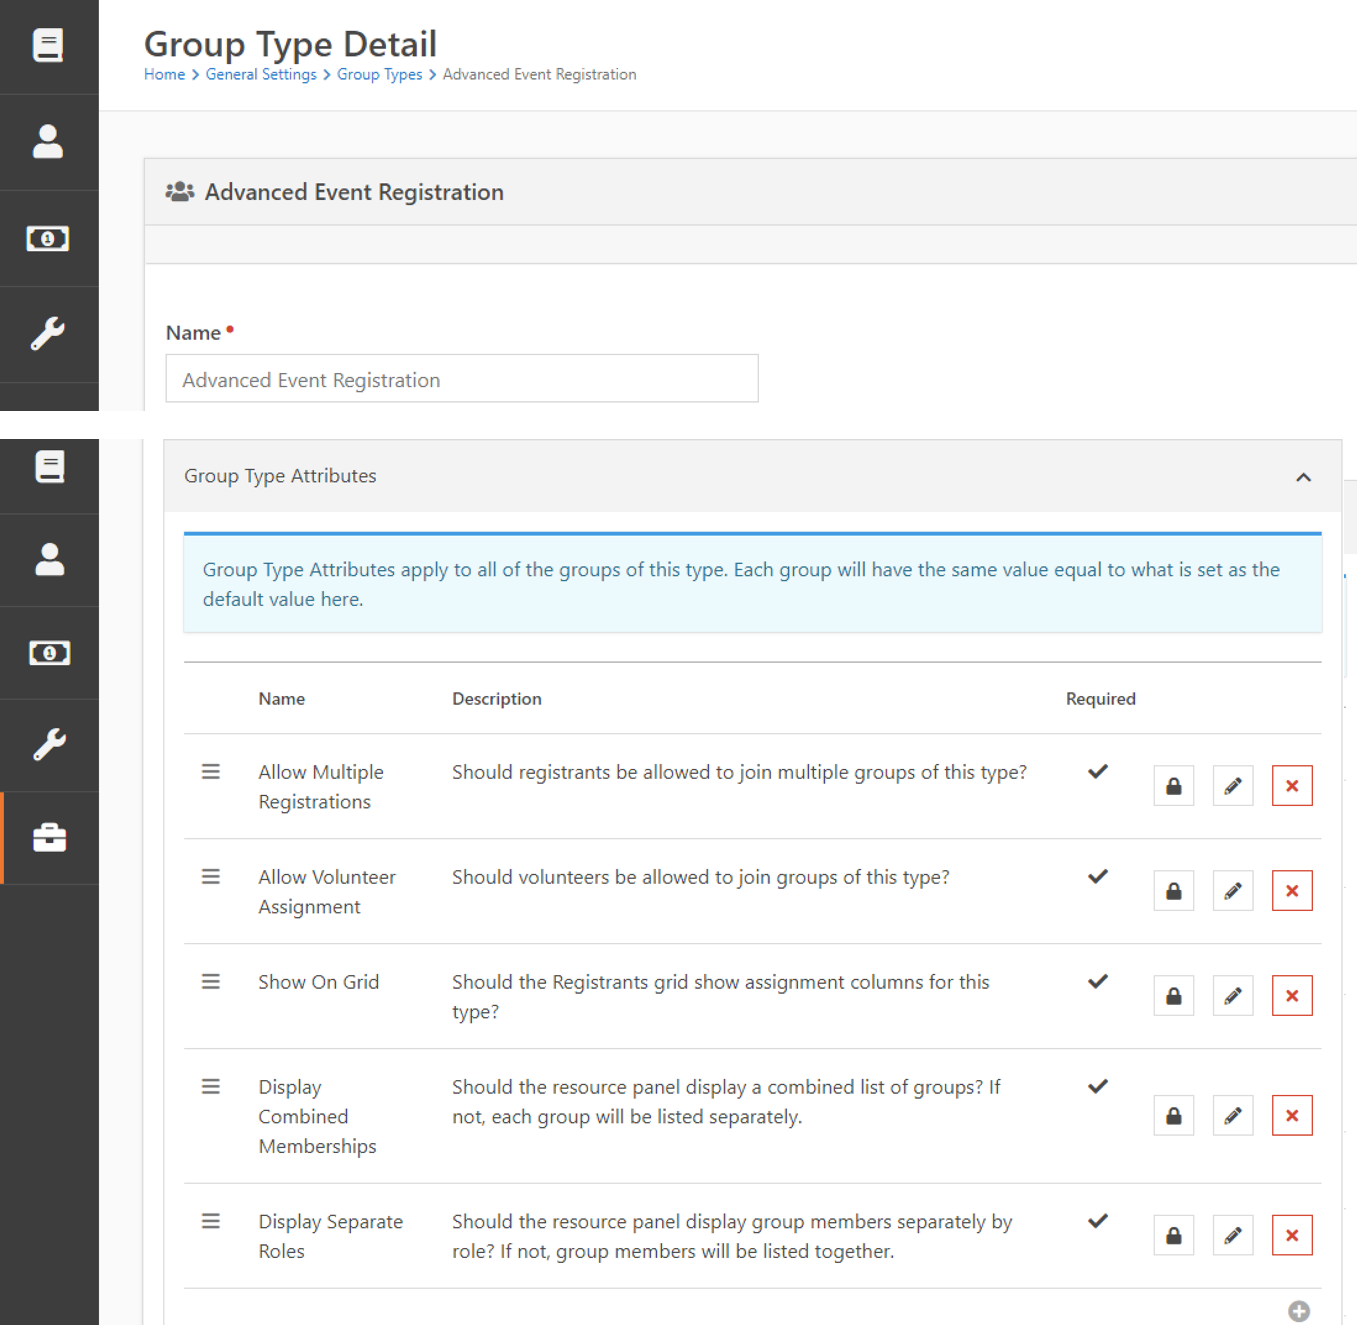 Group Type Detail
Home > General Settings > Group Types > Advanced Event Registration
Advanced Event Registration
Name
Advanced Event Registration
Group Type Attributes
Group Type Attributes apply to all of the groups of this type. Each group will have the same value equal to what is set as the
default value here.
Name Description Required
Allow Multiple Should registrants be allowed to join multiple groups of this type?
Registrations
Allow Volunteer Should volunteers be allowed to join groups of this type?
Assignment
Show On Grid Should the Registrants grid show assignment columns for this
type?
Display Should the resource panel display a combined list of groups? If
Combined not, each group will be listed separately.
Memberships
Display Separate Should the resource panel display group members separately by
Roles role? If not, group members will be listed together.